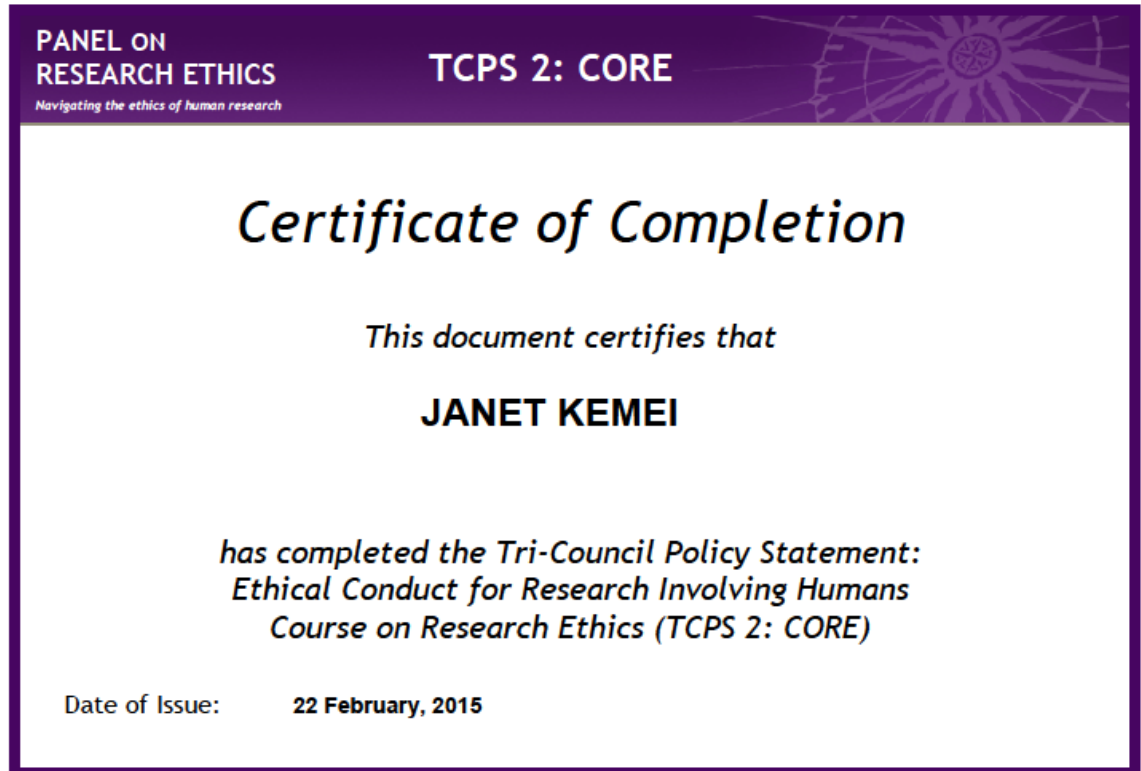 PANEL ON
RESEARCH ETHICS
Navigating the ethics of human research
TCPS 2: CORE
Certificate of Completion
This document certifies that
JANET KEMEI
has completed the Tri-Council Policy Statement:
Ethical Conduct for Research Involving Humans
Course on Research Ethics (TCPS 2: CORE)
Date of Issue: 22 February, 2015